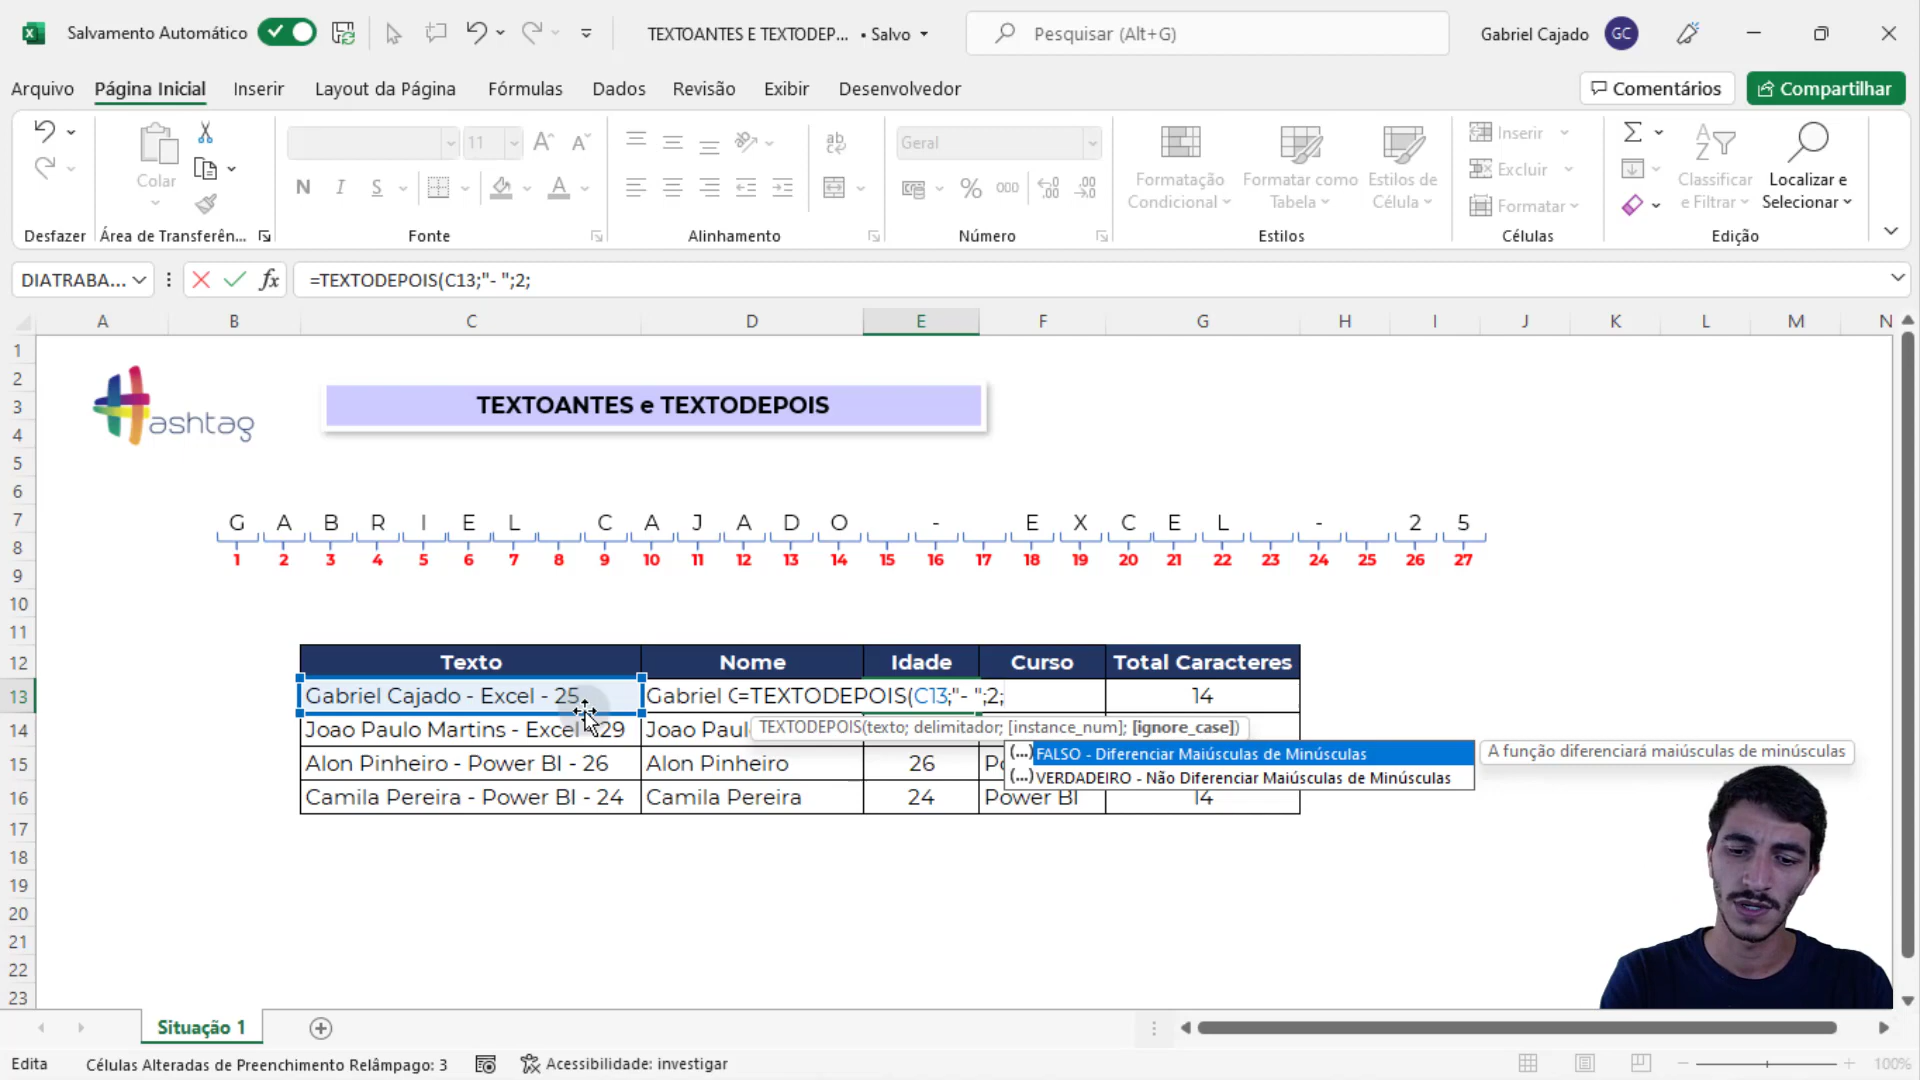 Salvamento Automático
TEXTOANTES E TEXTODEP... • Salvo
Pesquisar (Alt+G)
Gabriel Cajado
GC
Arquivo
Página Inicial
Inserir
Layout da Página
Fórmulas
Dados
Revisão
Exibir
Desenvolvedor
Comentários
Compartilhar
Colar
11
N I S
A
ab
Geral
% 000
Formatação Condicional
Formatar como Tabela
Estilos de Célula
Inserir
Excluir
Formatar
Classificar e Filtrar
Localizar e Selecionar
Desfazer
Área de Transferên...
Fonte
Alinhamento
Número
Estilos
Células
Edição
DIATRABA...
fx
=TEXTODEPOIS(C13;"- ";2;
A B C D E F G H I J K L M N
1
2
3
4
5
6
7
8
9
10
11
12
13
14
15
16
17
18
19
20
21
22
23
ashtag
TEXTOANTES e TEXTODEPOIS
G A B R I E L C A J A D O - E X C E L - 2 5
1 2 3 4 5 6 7 8 9 10 11 12 13 14 15 16 17 18 19 20 21 22 23 24 25 26 27
Texto Nome Idade Curso Total Caracteres
Gabriel Cajado - Excel - 25 Gabriel C=TEXTODEPOIS(C13;"- ";2; 14
Joao Paulo Martins - Excel - 29 Joao Paul
TEXTODEPOIS(texto; delimitador; [instance_num]; [ignore_case])
(...)FALSO - Diferenciar Maiúsculas de Minúsculas
A função diferenciará maiúsculas de minúsculas
(...)VERDADEIRO - Não Diferenciar Maiúsculas de Minúsculas
Alon Pinheiro - Power BI - 26 Alon Pinheiro 26
Camila Pereira - Power BI - 24 Camila Pereira 24 Power BI 14
Situação 1
Edita
Células Alteradas de Preenchimento Relâmpago: 3
Acessibilidade: investigar
100%